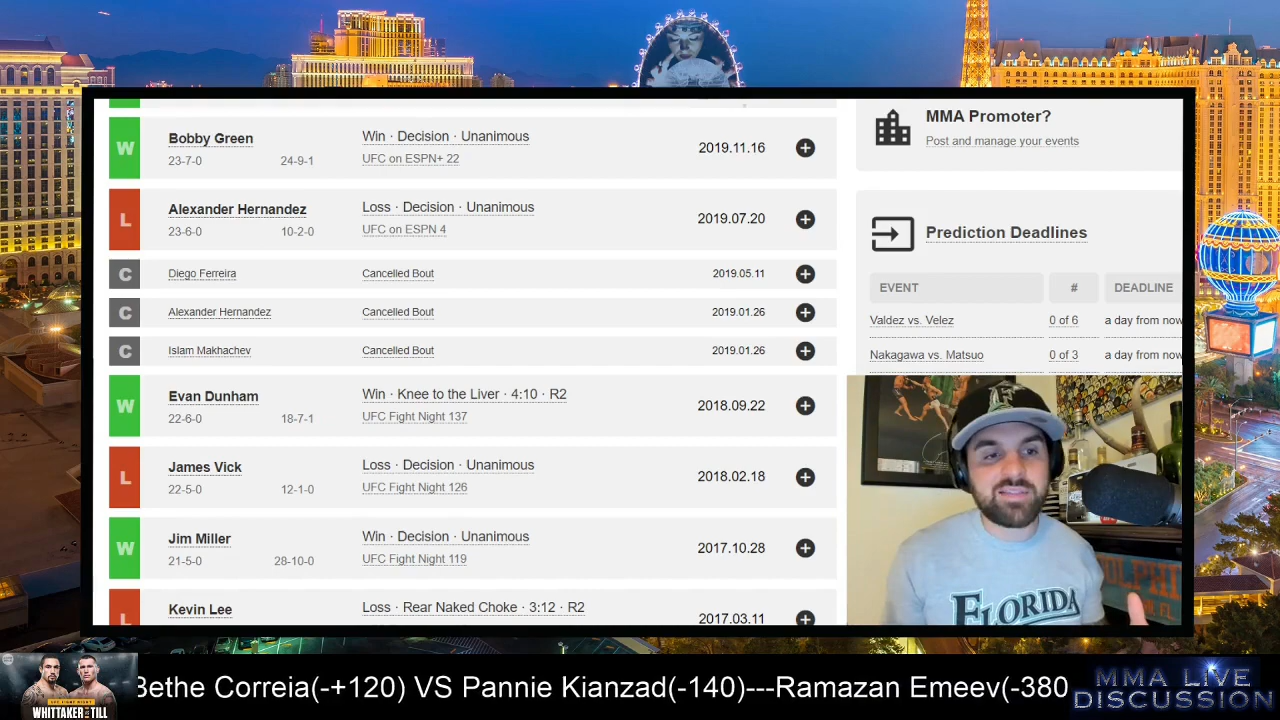 W Bobby Green Win · Decision · Unanimous 2019.11.16
23-7-0 24-9-1 UFC on ESPN+ 22
L Alexander Hernandez Loss · Decision · Unanimous 2019.07.20
23-6-0 10-2-0 UFC on ESPN 4
C Diego Ferreira Cancelled Bout 2019.05.11
C Alexander Hernandez Cancelled Bout 2019.01.26
C Islam Makhachev Cancelled Bout 2019.01.26
W Evan Dunham Win · Knee to the Liver · 4:10 · R2 2018.09.22
22-6-0 18-7-1 UFC Fight Night 137
L James Vick Loss · Decision · Unanimous 2018.02.18
22-5-0 12-1-0 UFC Fight Night 126
W Jim Miller Win · Decision · Unanimous 2017.10.28
21-5-0 28-10-0 UFC Fight Night 119
L Kevin Lee Loss · Rear Naked Choke · 3:12 · R2 2017.03.11
MMA Promoter?
Post and manage your events
Prediction Deadlines
EVENT # DEADLINE
Valdez vs. Velez 0 of 6 a day from now
Nakagawa vs. Matsuo 0 of 3 a day from now
FLORIDA
WHITTAKER TILL
Bethe Correia(-+120) VS Pannie Kianzad(-140)---Ramazan Emeev(-380
MMA LIVE
DISCUSSION